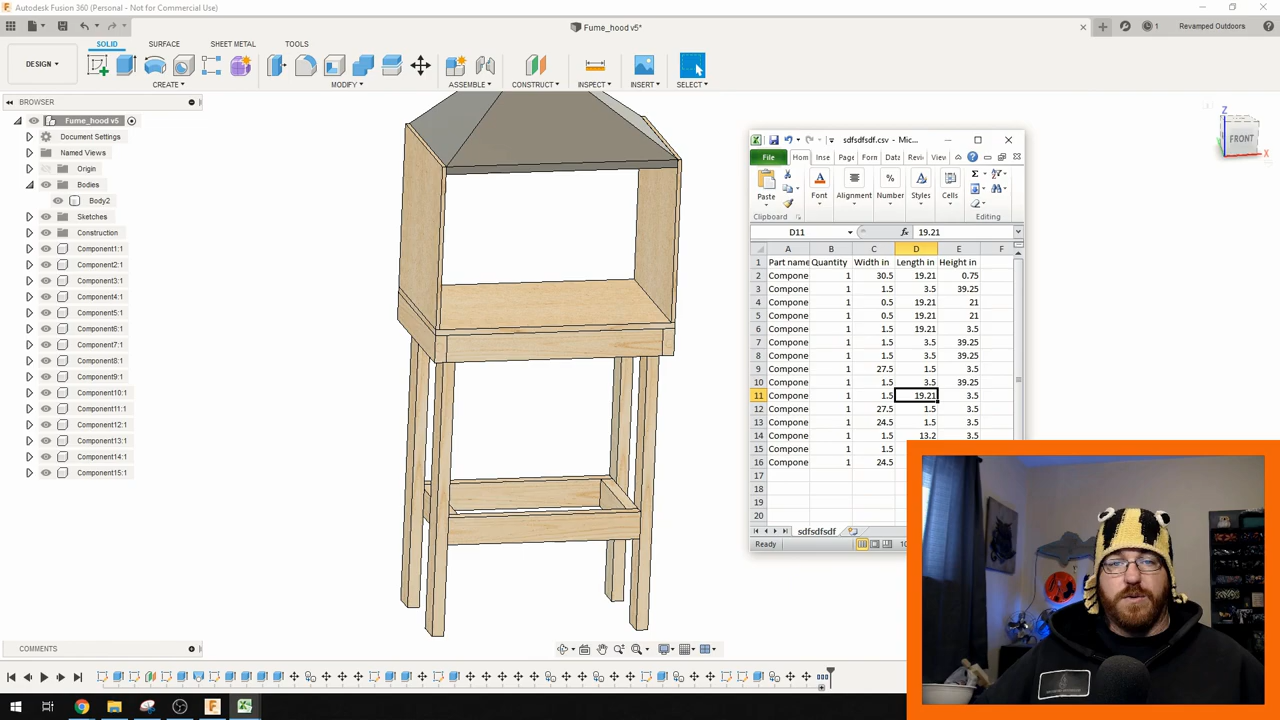 Autodesk Fusion 360 (Personal - Not for Commercial Use)
Fume_hood v5*
1
Revamped Outdoors
SOLID SURFACE SHEET METAL TOOLS
DESIGN
CREATE MODIFY ASSEMBLE CONSTRUCT INSPECT INSERT SELECT
BROWSER
Fume_hood v5
Document Settings
Named Views
Origin
Bodies
Body2
Sketches
Construction
Component1:1
Component2:1
Component3:1
Component4:1
Component5:1
Component6:1
Component7:1
Component8:1
Component9:1
Component10:1
Component11:1
Component12:1
Component13:1
Component14:1
Component15:1
COMMENTS
Z
FRONT
X
sdfsdfsdf.csv - Mic...
File Hom Inse Page Form Data Revi View
Paste Font Alignment Number Styles Cells
Clipboard Editing
D11 fx 19.21
A B C D E F
1 Part name Quantity Width in Length in Height in
2 Compone 1 30.5 19.21 0.75
3 Compone 1 1.5 3.5 39.25
4 Compone 1 0.5 19.21 21
5 Compone 1 0.5 19.21 21
6 Compone 1 1.5 19.21 3.5
7 Compone 1 1.5 3.5 39.25
8 Compone 1 1.5 3.5 39.25
9 Compone 1 27.5 1.5 3.5
10 Compone 1 1.5 3.5 39.25
11 Compone 1 1.5 19.21 3.5
12 Compone 1 27.5 1.5 3.5
13 Compone 1 24.5 1.5 3.5
14 Compone 1 1.5 13.2 3.5
15 Compone 1 1.5
16 Compone 1 24.5
17
18
19
20
sdfsdfsdf
Ready 10